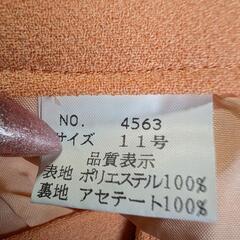 NO. 4563
サイズ 11号
品質表示
表地 ポリエステル100%
裏地 アセテート100%